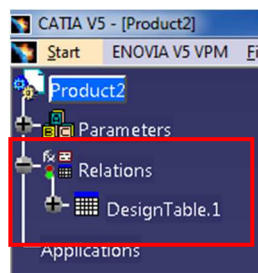 CATIA V5 - [Product2]
Start ENOVIA V5 VPM
Product2
Parameters
Relations
DesignTable.1
Applications